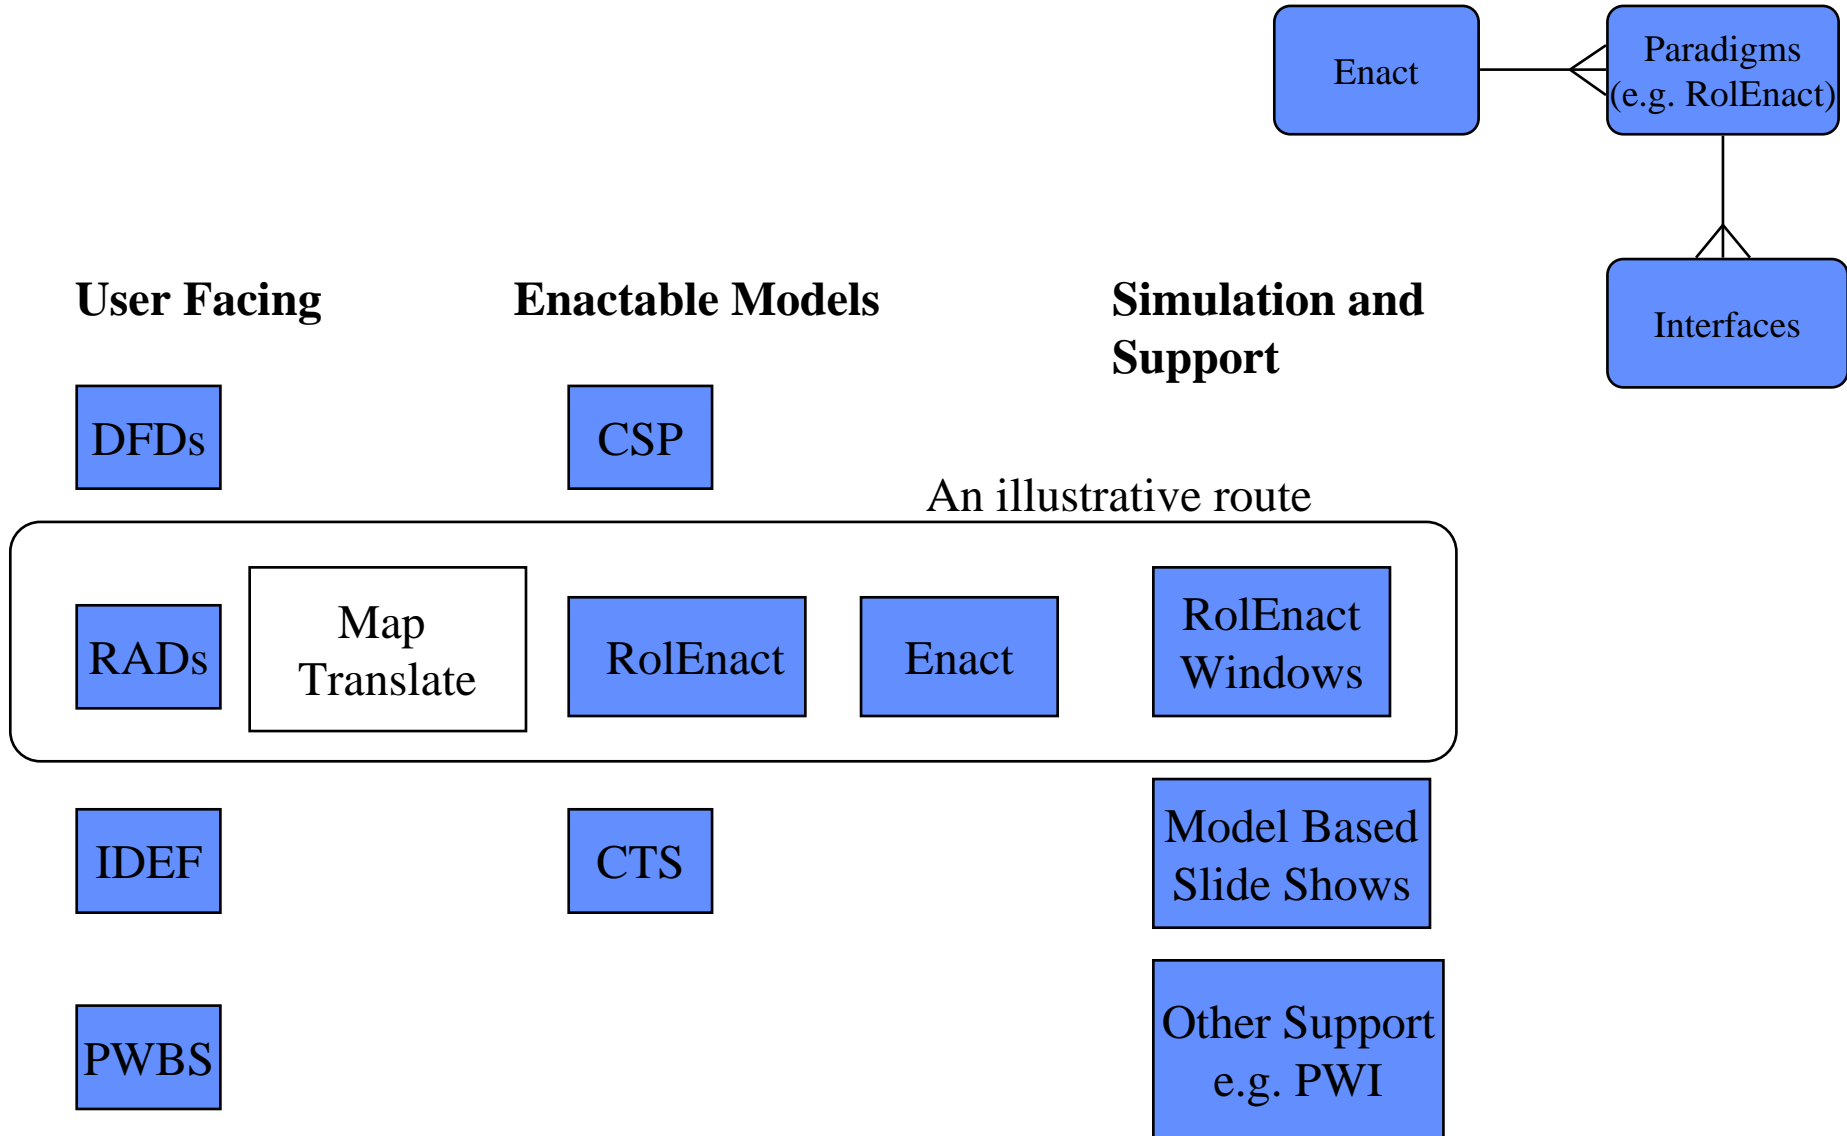 Enact
Paradigms
(e.g. RolEnact)
Interfaces
User Facing
Enactable Models
Simulation and
Support
DFDs
CSP
An illustrative route
RADs
Map
Translate
RolEnact
Enact
RolEnact
Windows
IDEF
CTS
Model Based
Slide Shows
PWBS
Other Support
e.g. PWI